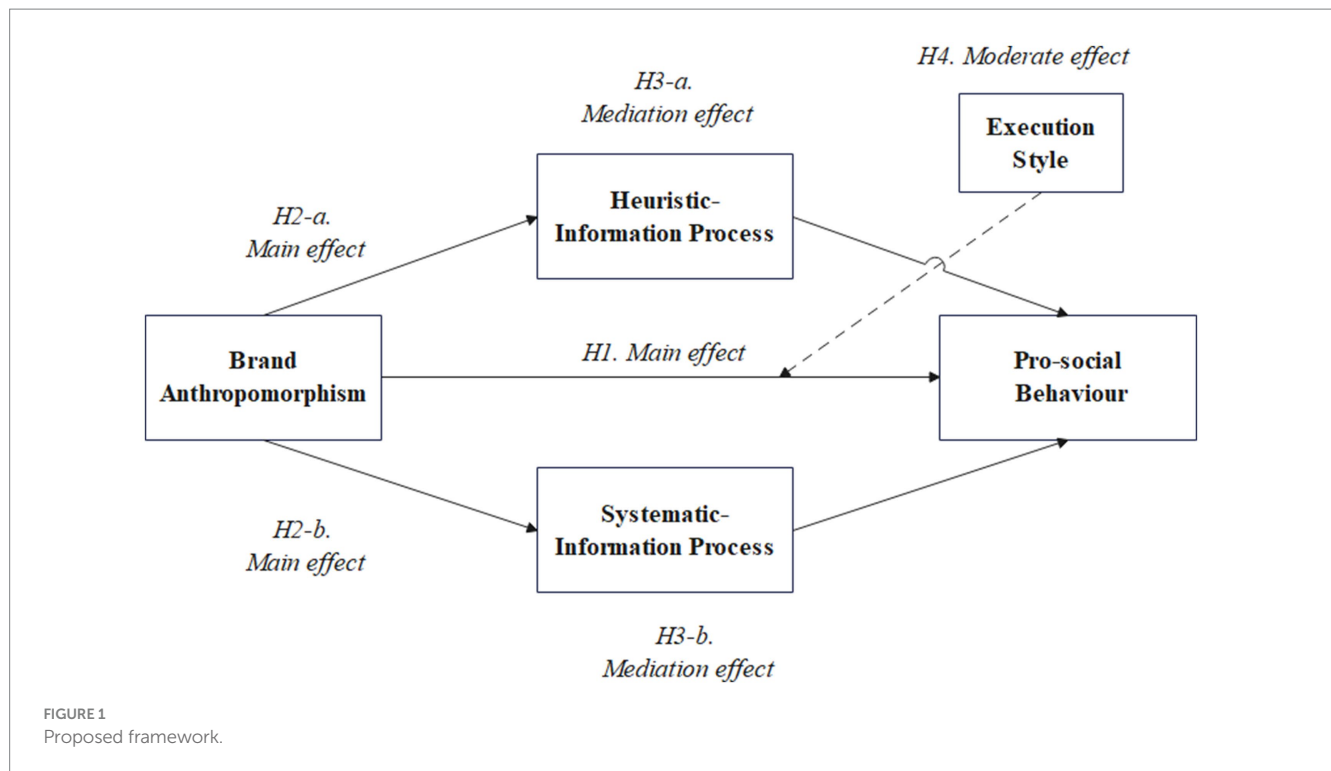 H4. Moderate effect
H3-a.
Mediation effect
Execution
Style
Heuristic-
Information Process
H2-a.
Main effect
Brand
Anthropomorphism
H1. Main effect
Pro-social
Behaviour
Systematic-
Information Process
H2-b.
Main effect
H3-b.
Mediation effect
FIGURE 1
Proposed framework.